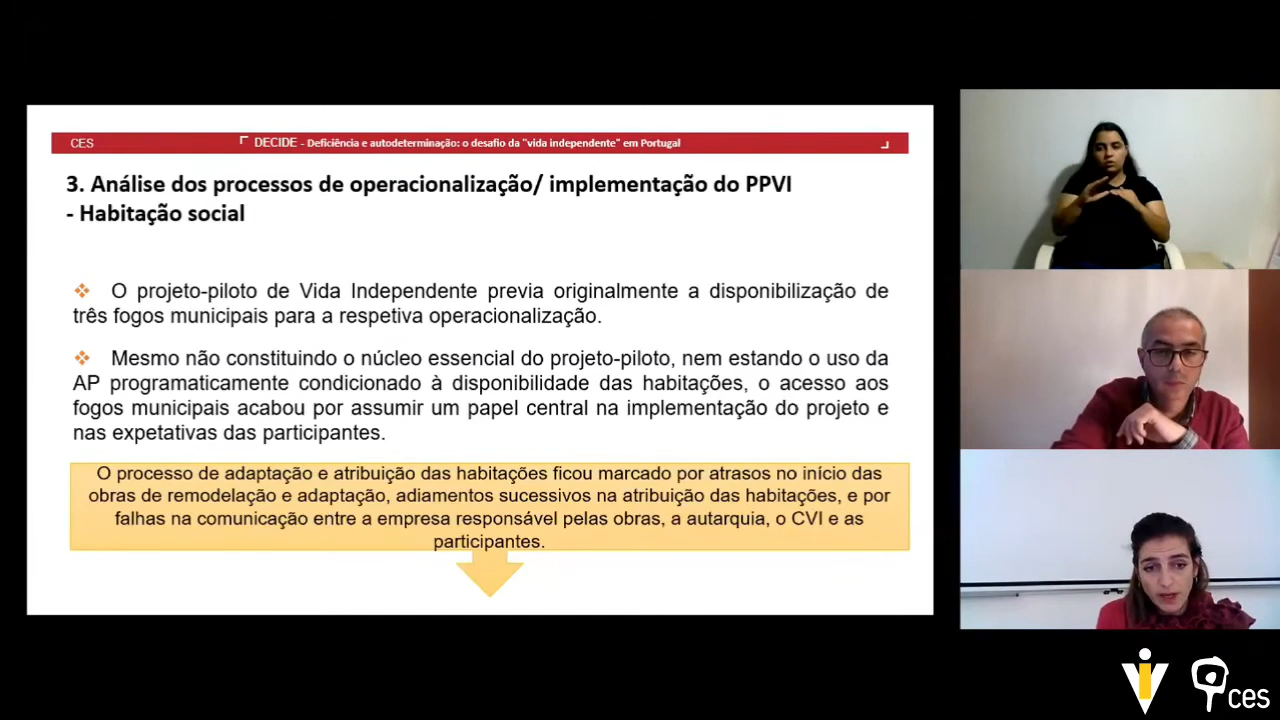 CES
DECIDE - Deficiência e autodeterminação: o desafio da "vida independente" em Portugal
3. Análise dos processos de operacionalização/ implementação do PPVI
- Habitação social
O projeto-piloto de Vida Independente previa originalmente a disponibilização de
três fogos municipais para a respetiva operacionalização.
Mesmo não constituindo o núcleo essencial do projeto-piloto, nem estando o uso da
AP programaticamente condicionado à disponibilidade das habitações, o acesso aos
fogos municipais acabou por assumir um papel central na implementação do projeto e
nas expetativas das participantes.
O processo de adaptação e atribuição das habitações ficou marcado por atrasos no início das
obras de remodelação e adaptação, adiamentos sucessivos na atribuição das habitações, e por
falhas na comunicação entre a empresa responsável pelas obras, a autarquia, o CVI e as
participantes.
iV
ces